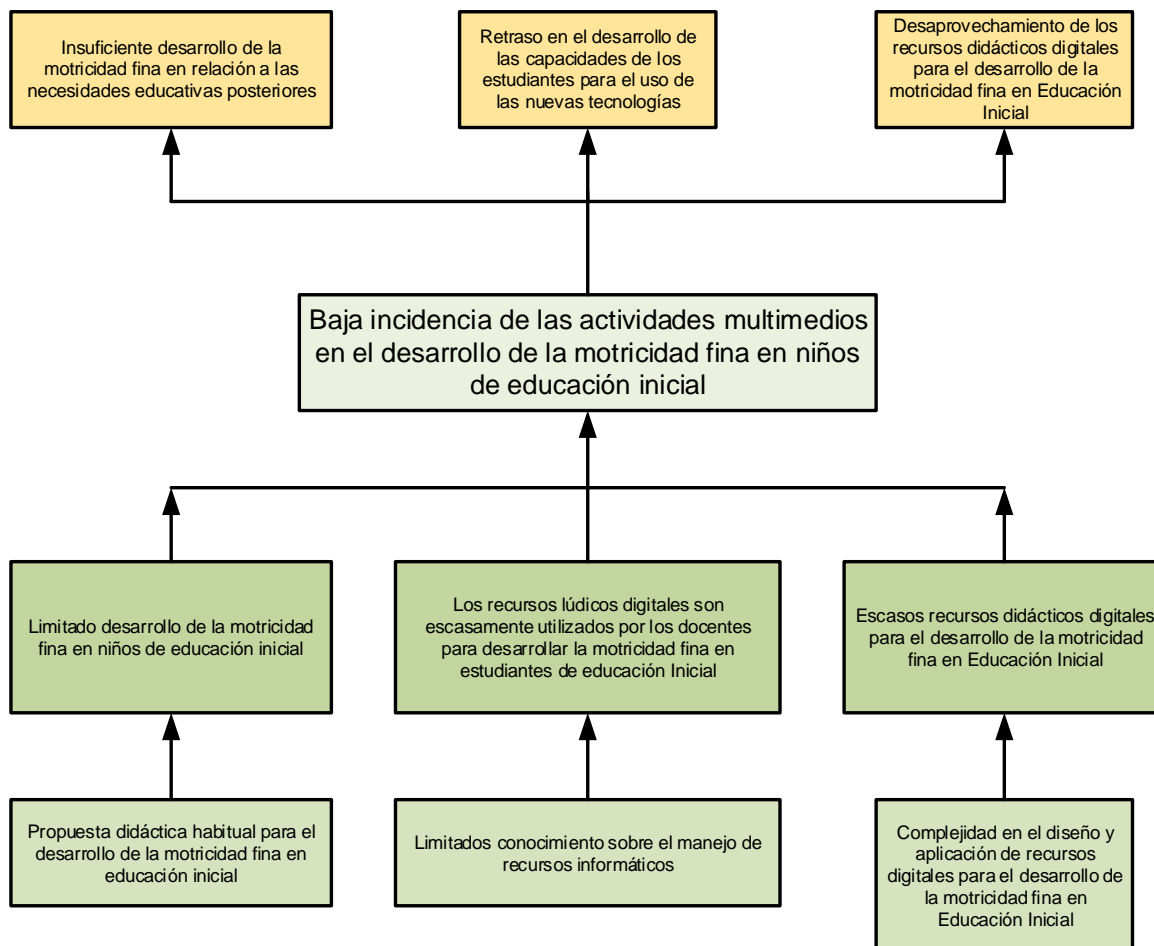 Insuficiente desarrollo de la
motricidad fina en relación a las
necesidades educativas posteriores
Retraso en el desarrollo de
las capacidades de los
estudiantes para el uso de
las nuevas tecnologías
Desaprovechamiento de los
recursos didácticos digitales
para el desarrollo de la
motricidad fina en Educación
Inicial
Baja incidencia de las actividades multimedios
en el desarrollo de la motricidad fina en niños
de educación inicial
Limitado desarrollo de la motricidad
fina en niños de educación inicial
Los recursos lúdicos digitales son
escasamente utilizados por los docentes
para desarrollar la motricidad fina en
estudiantes de educación Inicial
Escasos recursos didácticos digitales
para el desarrollo de la motricidad
fina en Educación Inicial
Propuesta didáctica habitual para el
desarrollo de la motricidad fina en
educación inicial
Limitados conocimiento sobre el manejo de
recursos informáticos
Complejidad en el diseño y
aplicación de recursos
digitales para el desarrollo de
la motricidad fina en
Educación Inicial